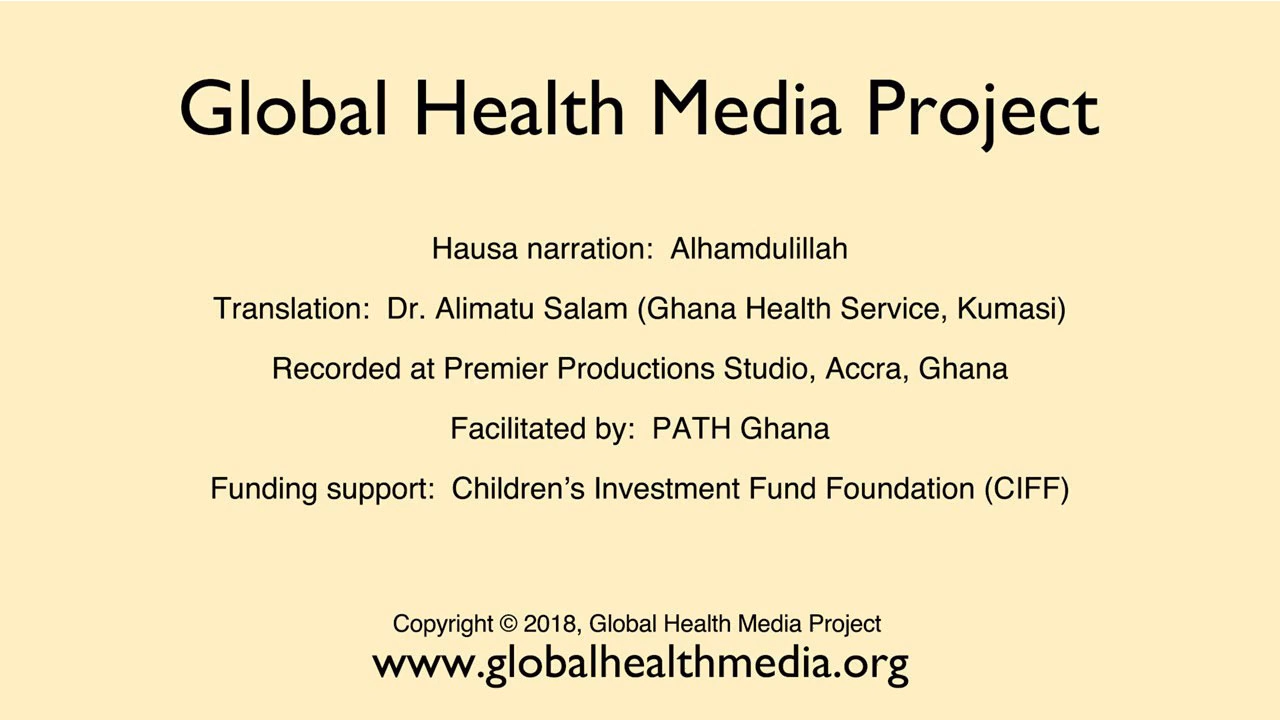 Global Health Media Project
Hausa narration:  Alhamdulillah
Translation:  Dr. Alimatu Salam (Ghana Health Service, Kumasi)
Recorded at Premier Productions Studio, Accra, Ghana
Facilitated by:  PATH Ghana
Funding support:  Children’s Investment Fund Foundation (CIFF)
Copyright © 2018, Global Health Media Project
www.globalhealthmedia.org